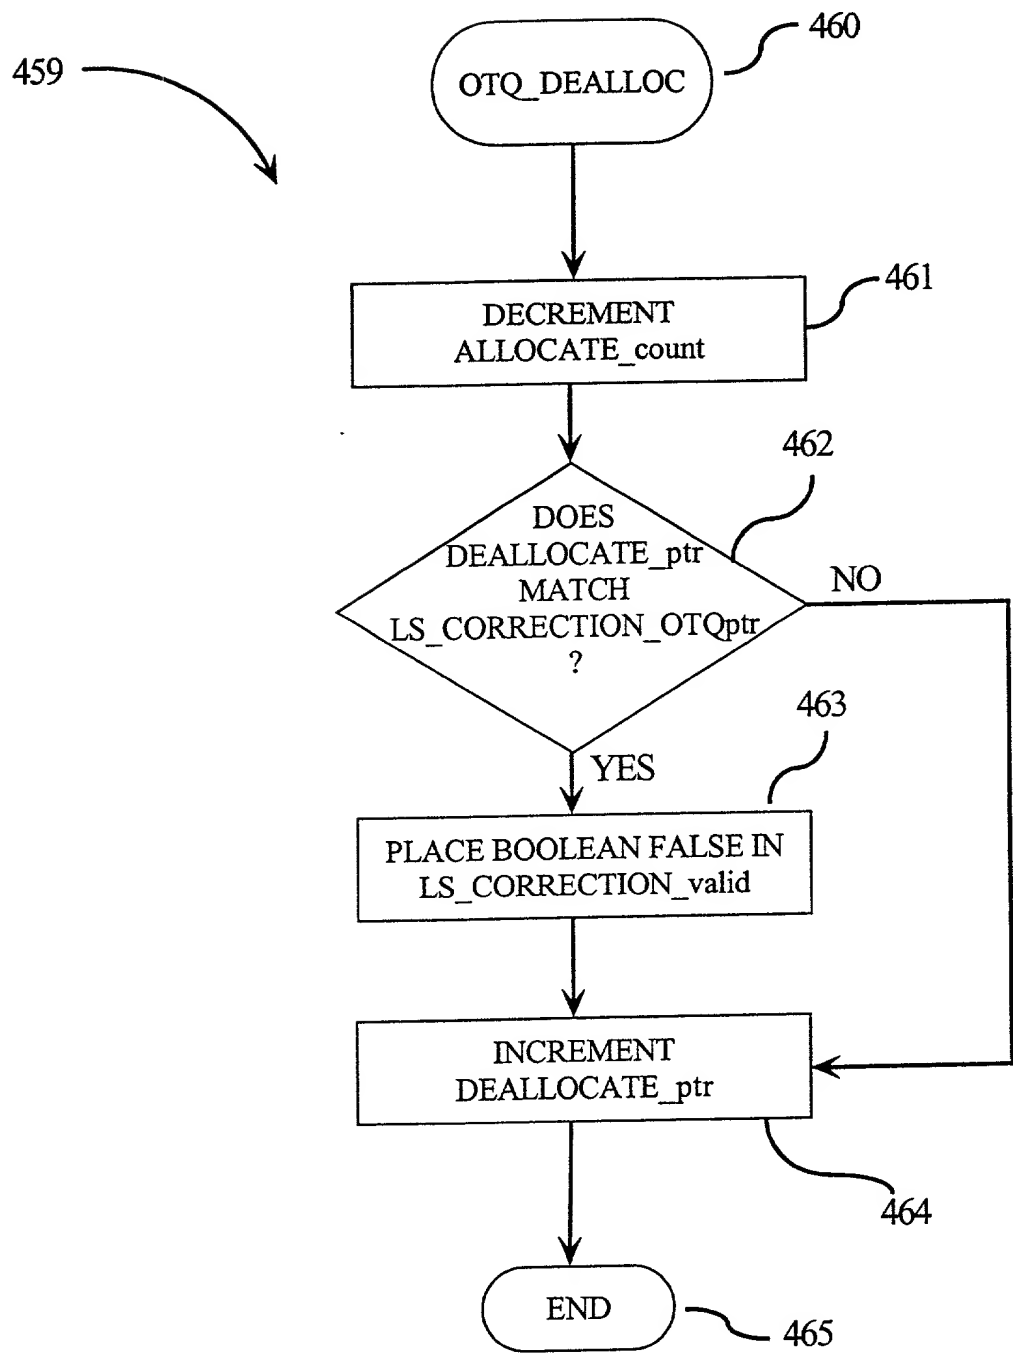 460
459
OTQ_DEALLOC
461
DECREMENT
ALLOCATE_count
462
DOES
DEALLOCATE_ptr
MATCH
LS_CORRECTION_OTQptr
?
NO
463
YES
PLACE BOOLEAN FALSE IN
LS_CORRECTION_valid
INCREMENT
DEALLOCATE_ptr
464
END
465